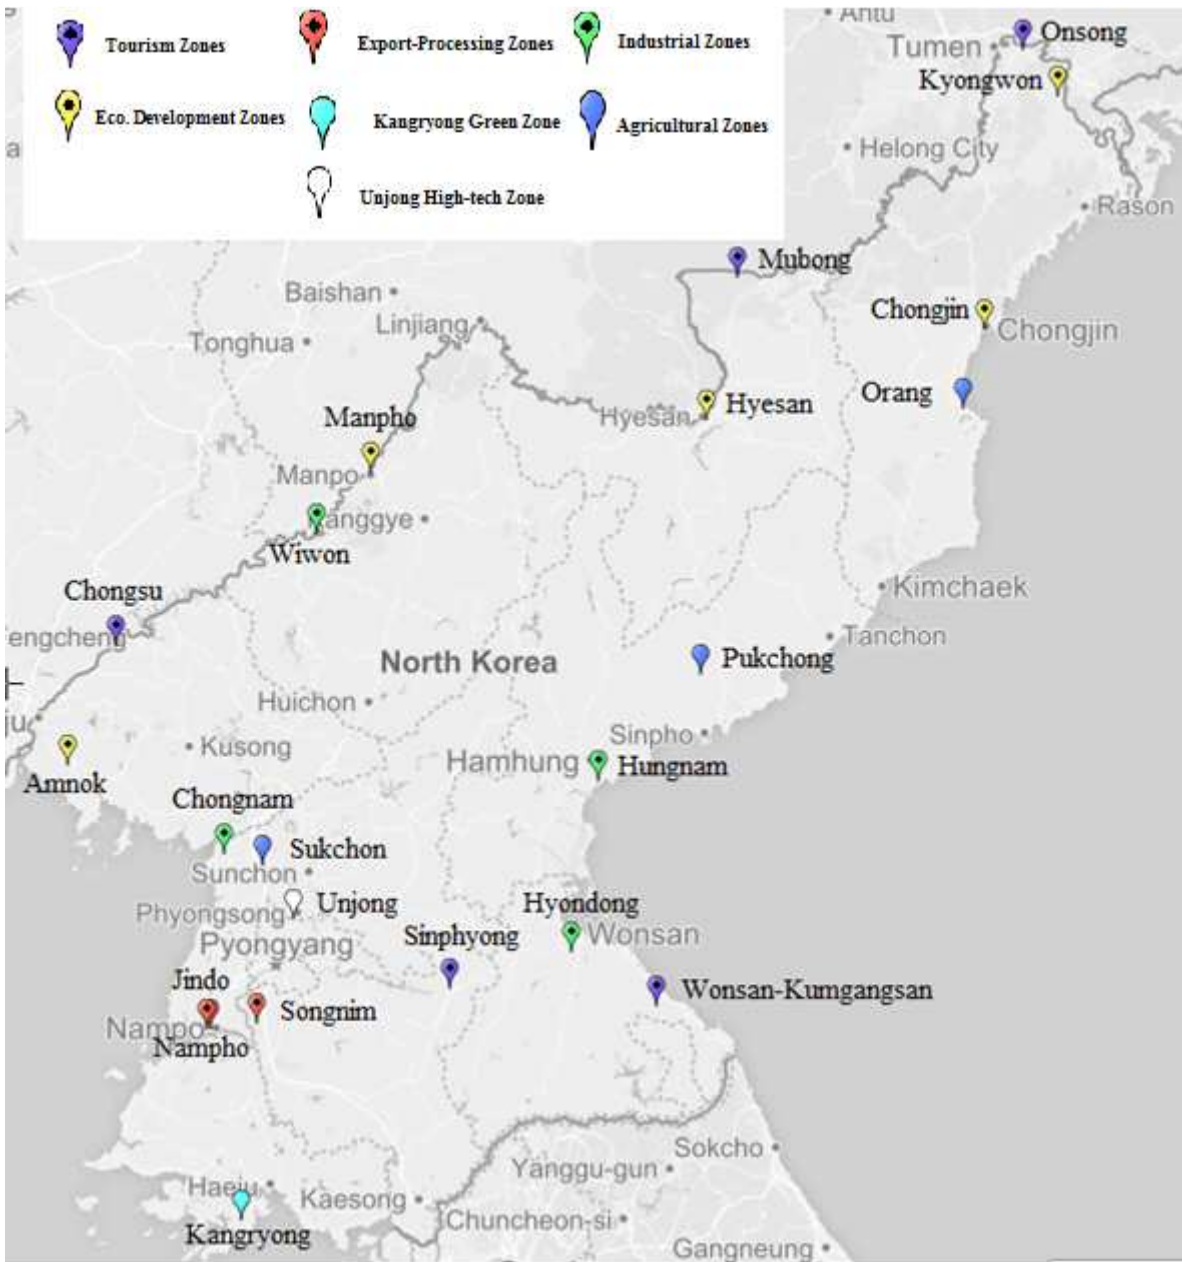 Tourism Zones
Export-Processing Zones
Industrial Zones
Eco. Development Zones
Kangryong Green Zone
Agricultural Zones
Unjong High-tech Zone
Antu
Onsong
Tumen
Kyongwon
a
Helong City
Rason
Mubong
Baishan
Chongjin
Linjiang
Chongjin
Tonghua
Orang
Hyesan
Hyesan
Manpho
Manpo
anggye
Wiwon
Chongsu
Kimchaek
engcheng
Tanchon
North Korea
Pukchong
Huichon
ju
Kusong
Sinpho
Hamhung
Hungnam
Amnok
Chongnam
Sukchon
Sunchon
Unjong
Phyongsong
Hyondong
Wonsan
Pyongyang
Sinphyong
Jindo
Wonsan-Kumgangsan
Songnim
Nampo
Nampho
Sokcho
Yanggu-gun
Haeju
Kaesong
Kangryong
Chuncheon-si
Gangneung